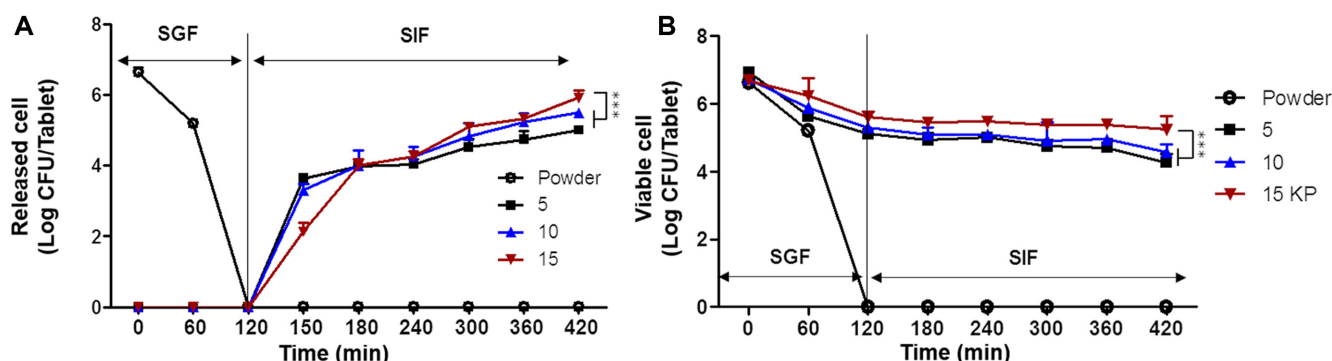 A
Released cell
(Log CFU/Tablet)
8
6
4
2
0
SGF
SIF
***
Powder
5
10
15
0 60 120 150 180 240 300 360 420
Time (min)
B
Viable cell
(Log CFU/Tablet)
8
6
4
2
0
SGF
SIF
***
0 60 120 180 240 300 360 420
Time (min)
Powder
5
10
15 KP